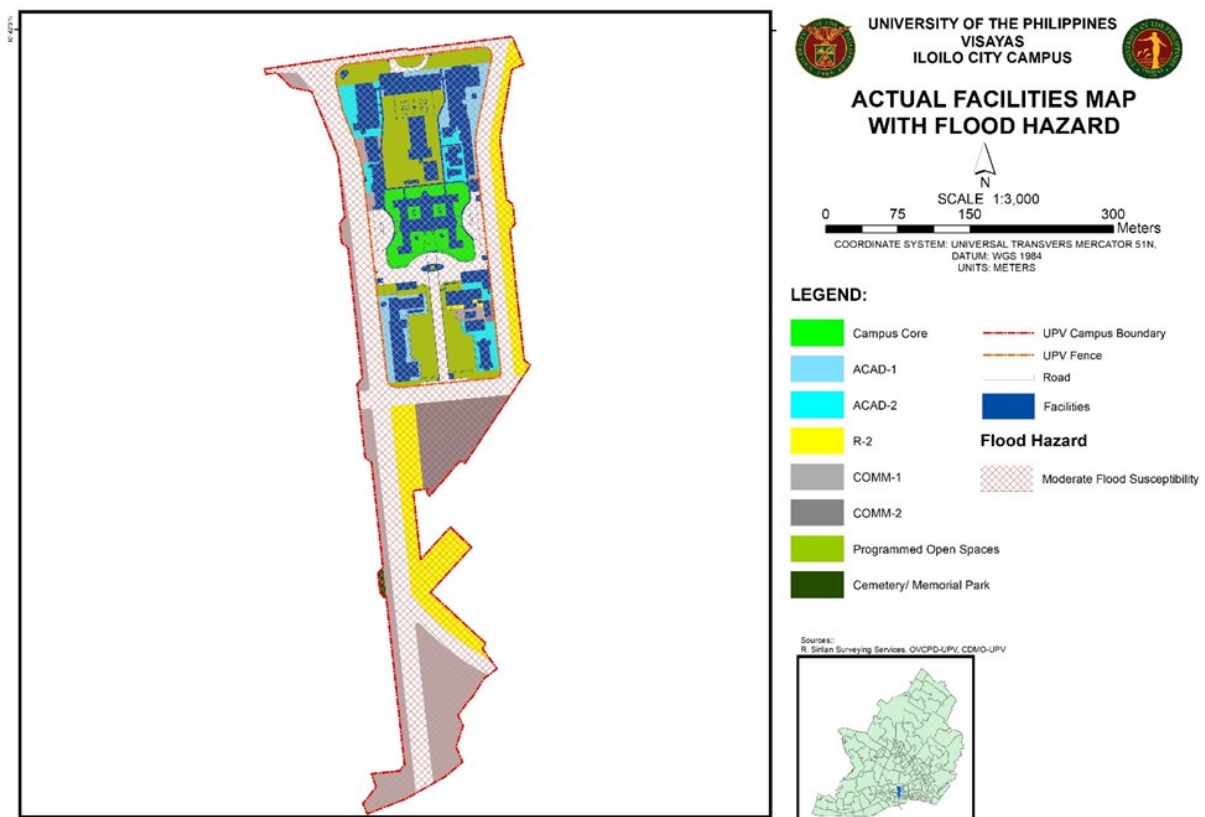 UNIVERSITY OF THE PHILIPPINES
VISAYAS
ILOILO CITY CAMPUS
ACTUAL FACILITIES MAP
WITH FLOOD HAZARD
N
SCALE 1:3,000
0 75 150 300
Meters
COORDINATE SYSTEM: UNIVERSAL TRANSVERS MERCATOR 51N,
DATUM: WGS 1984
UNITS: METERS
LEGEND:
Campus Core
ACAD-1
ACAD-2
R-2
COMM-1
COMM-2
Programmed Open Spaces
Cemetery/ Memorial Park
UPV Campus Boundary
UPV Fence
Road
Facilities
Flood Hazard
Moderate Flood Susceptibility
Sources::
R. Sirilan Surveying Services, OVCPD-UPV, CDMO-UPV